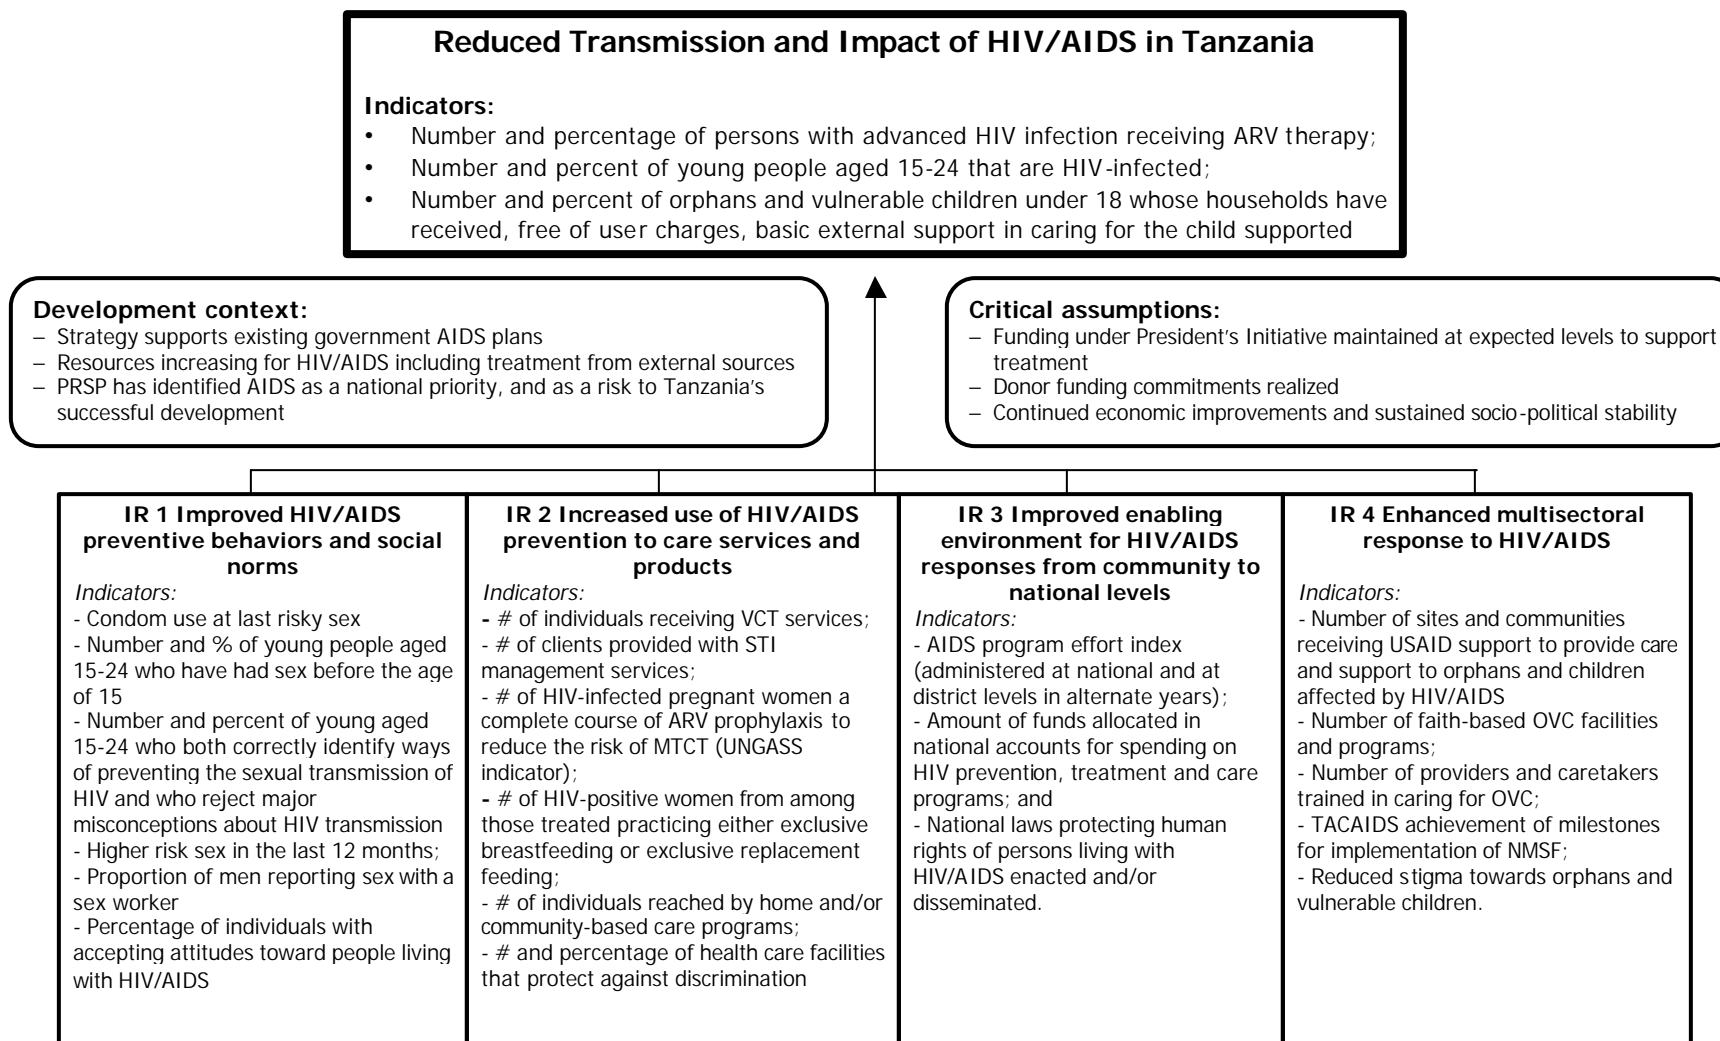 Reduced Transmission and Impact of HIV/AIDS in Tanzania
Indicators:
• Number and percentage of persons with advanced HIV infection receiving ARV therapy;
• Number and percent of young people aged 15-24 that are HIV-infected;
• Number and percent of orphans and vulnerable children under 18 whose households have
received, free of user charges, basic external support in caring for the child supported
Development context:
– Strategy supports existing government AIDS plans
– Resources increasing for HIV/AIDS including treatment from external sources
– PRSP has identified AIDS as a national priority, and as a risk to Tanzania's
successful development
Critical assumptions:
– Funding under President's Initiative maintained at expected levels to support
treatment
– Donor funding commitments realized
– Continued economic improvements and sustained socio-political stability
IR 1 Improved HIV/AIDS
preventive behaviors and social
norms
Indicators:
- Condom use at last risky sex
- Number and % of young people aged
15-24 who have had sex before the age
of 15
- Number and percent of young aged
15-24 who both correctly identify ways
of preventing the sexual transmission of
HIV and who reject major
misconceptions about HIV transmission
- Higher risk sex in the last 12 months;
- Proportion of men reporting sex with a
sex worker
- Percentage of individuals with
accepting attitudes toward people living
with HIV/AIDS
IR 2 Increased use of HIV/AIDS
prevention to care services and
products
Indicators:
- # of individuals receiving VCT services;
- # of clients provided with STI
management services;
- # of HIV-infected pregnant women a
complete course of ARV prophylaxis to
reduce the risk of MTCT (UNGASS
indicator);
- # of HIV-positive women from among
those treated practicing either exclusive
breastfeeding or exclusive replacement
feeding;
- # of individuals reached by home and/or
community-based care programs;
- # and percentage of health care facilities
that protect against discrimination
IR 3 Improved enabling
environment for HIV/AIDS
responses from community to
national levels
Indicators:
- AIDS program effort index
(administered at national and at
district levels in alternate years);
- Amount of funds allocated in
national accounts for spending on
HIV prevention, treatment and care
programs; and
- National laws protecting human
rights of persons living with
HIV/AIDS enacted and/or
disseminated.
IR 4 Enhanced multisectoral
response to HIV/AIDS
Indicators:
- Number of sites and communities
receiving USAID support to provide care
and support to orphans and children
affected by HIV/AIDS
- Number of faith-based OVC facilities
and programs;
- Number of providers and caretakers
trained in caring for OVC;
- TACAIDS achievement of milestones
for implementation of NMSF;
- Reduced stigma towards orphans and
vulnerable children.